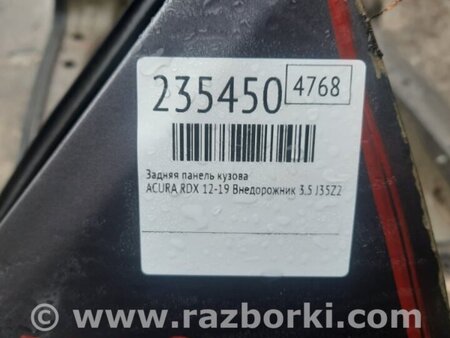 235450 4768
Задняя панель кузова
ACURA RDX 12-19 Внедорожник 3.5 J35Z2
© - www.razborki.com